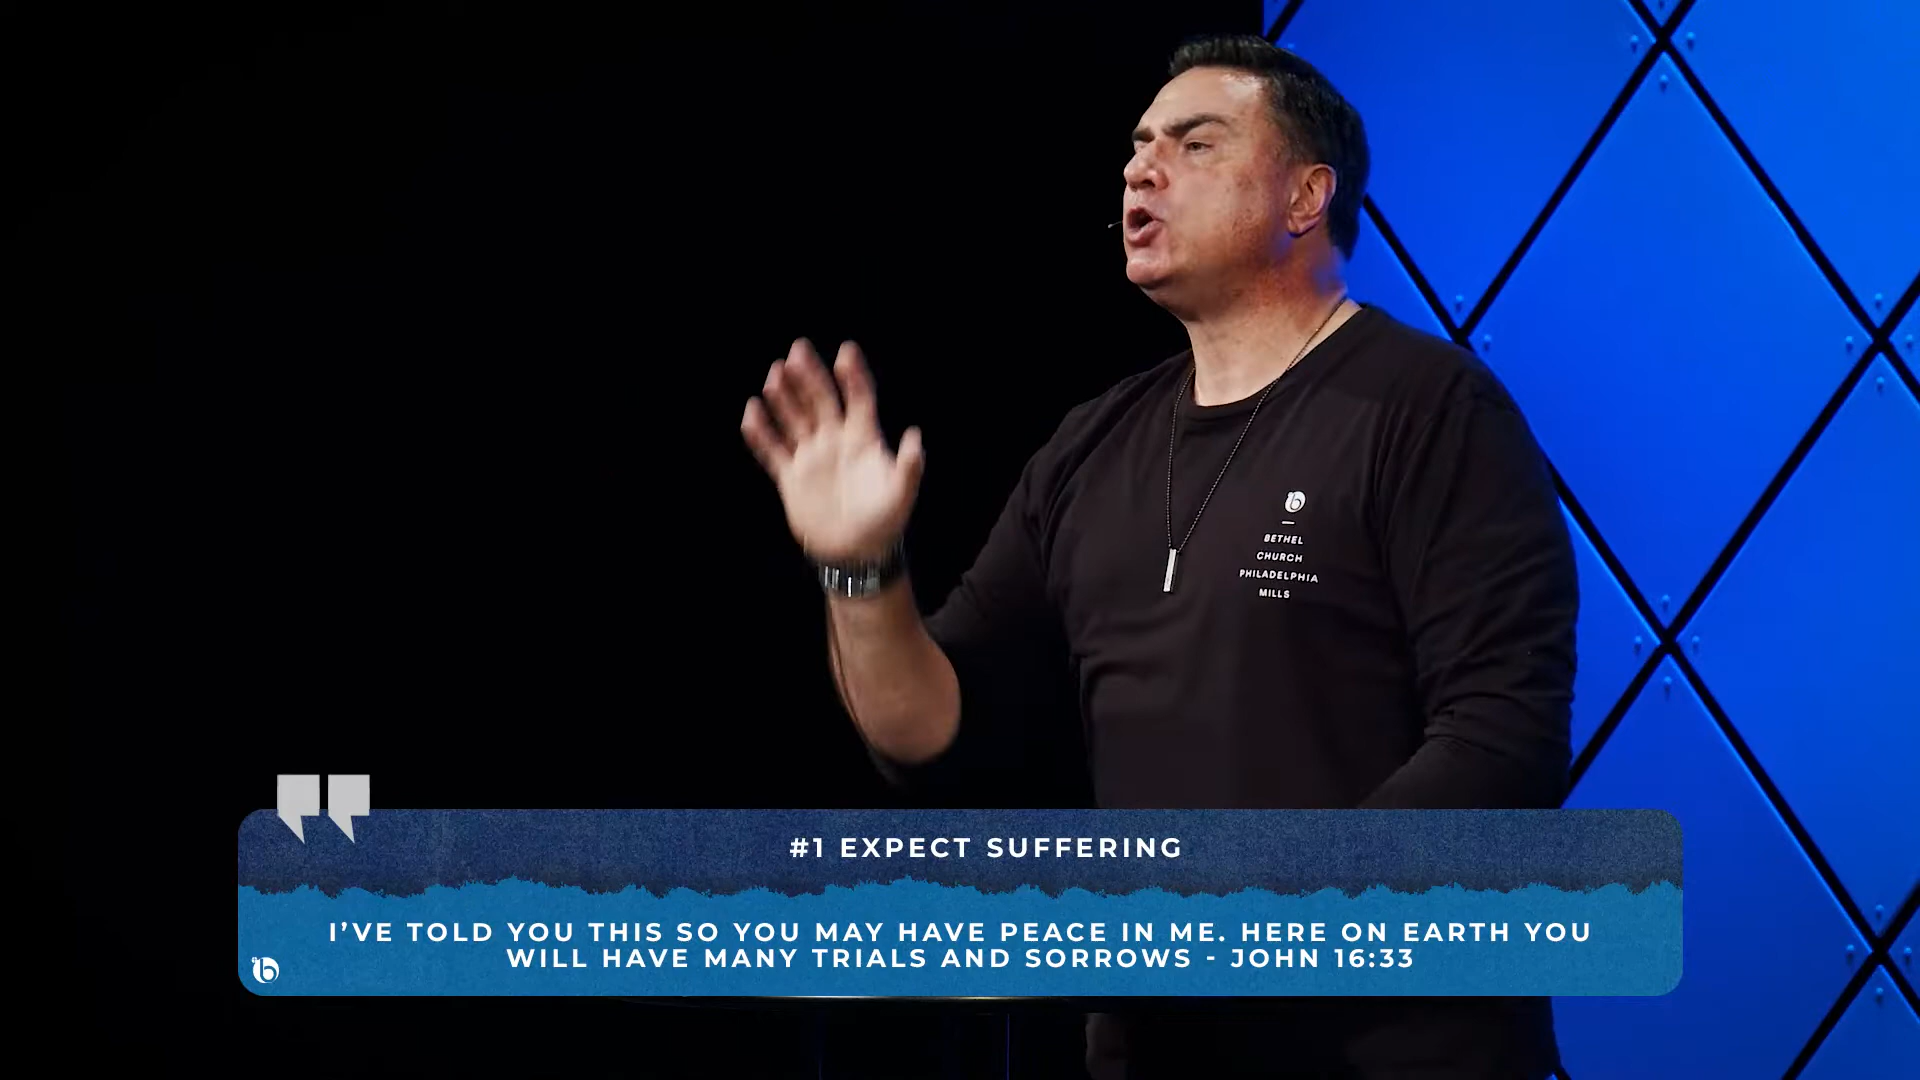 b
BETHEL
CHURCH
PHILADELPHIA
MILLS
#1 EXPECT SUFFERING
I’VE TOLD YOU THIS SO YOU MAY HAVE PEACE IN ME. HERE ON EARTH YOU
WILL HAVE MANY TRIALS AND SORROWS - JOHN 16:33
b